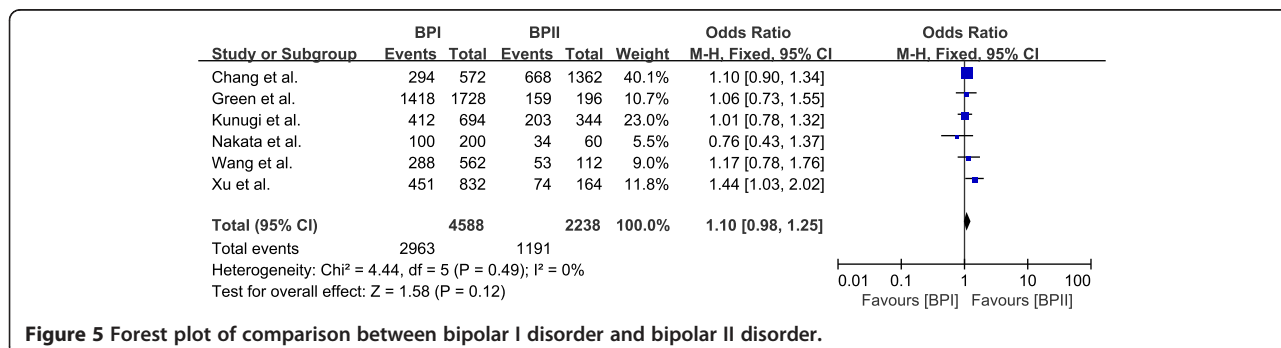 BPI BPII Odds Ratio Odds Ratio
Study or Subgroup Events Total Events Total Weight M-H, Fixed, 95% CI M-H, Fixed, 95% CI
Chang et al. 294 572 668 1362 40.1% 1.10 [0.90, 1.34]
Green et al. 1418 1728 159 196 10.7% 1.06 [0.73, 1.55]
Kunugi et al. 412 694 203 344 23.0% 1.01 [0.78, 1.32]
Nakata et al. 100 200 34 60 5.5% 0.76 [0.43, 1.37]
Wang et al. 288 562 53 112 9.0% 1.17 [0.78, 1.76]
Xu et al. 451 832 74 164 11.8% 1.44 [1.03, 2.02]
Total (95% CI) 4588 2238 100.0% 1.10 [0.98, 1.25]
Total events 2963 1191
Heterogeneity: Chi² = 4.44, df = 5 (P = 0.49); I² = 0%
Test for overall effect: Z = 1.58 (P = 0.12)
0.01 0.1 1 10 100
Favours [BPI] Favours [BPII]
Figure 5 Forest plot of comparison between bipolar I disorder and bipolar II disorder.